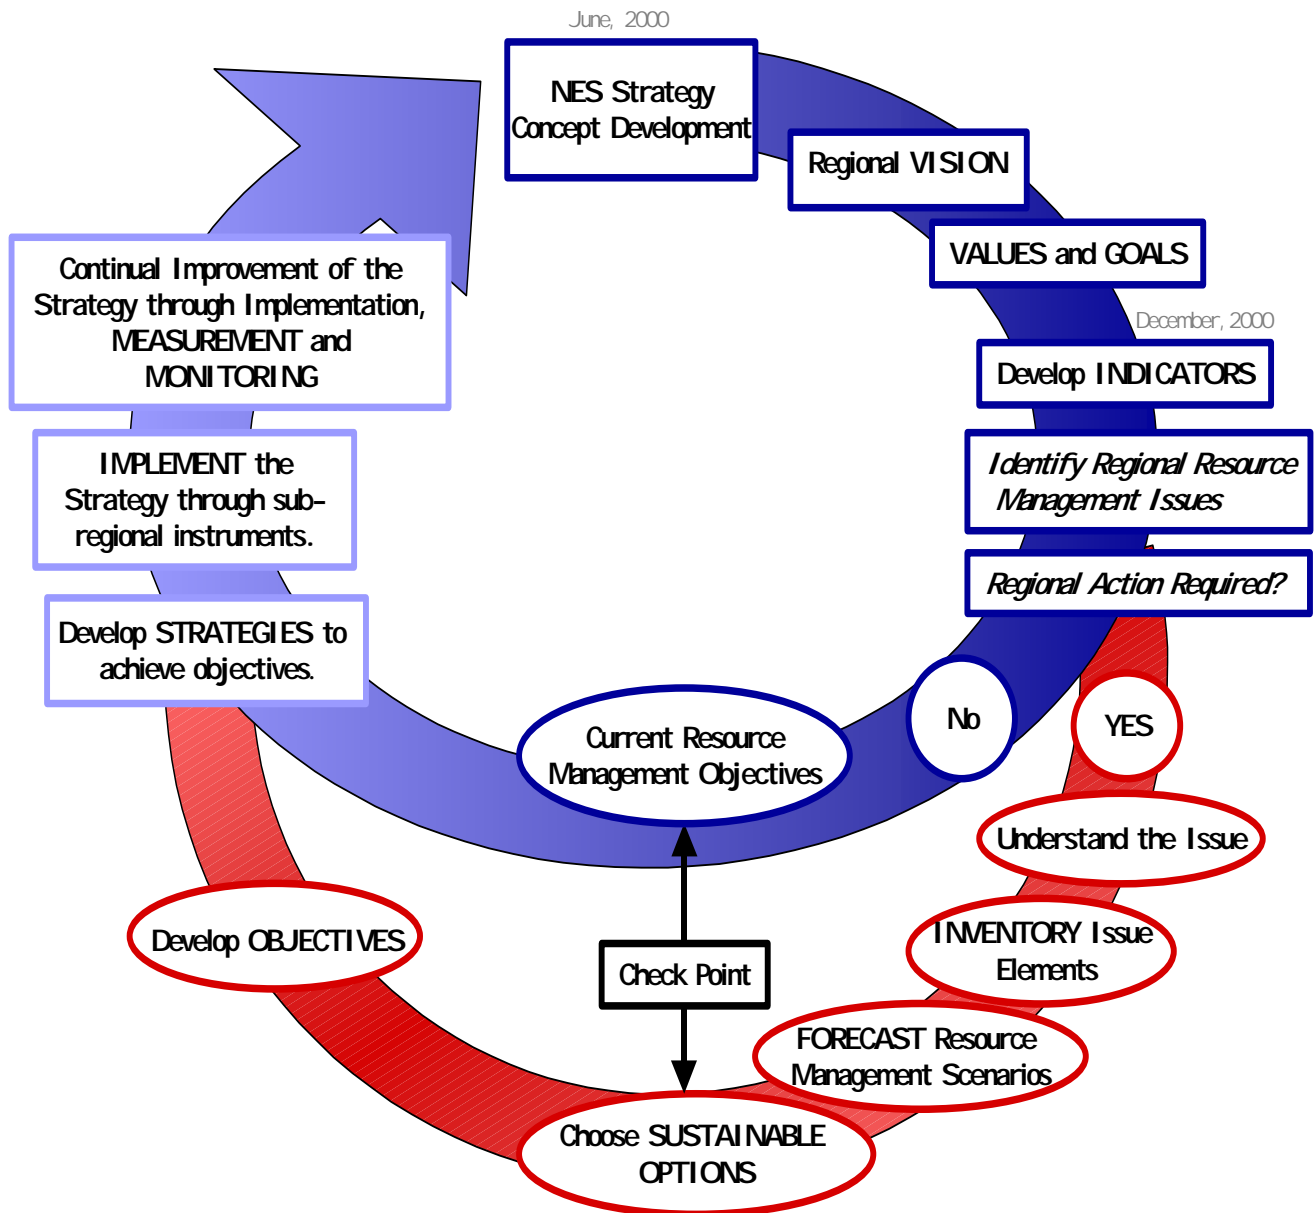 June, 2000
NES Strategy
Concept Development
Regional VISION
VALUES and GOALS
December, 2000
Develop INDICATORS
Identify Regional Resource
Management Issues
Regional Action Required?
No
YES
Current Resource
Management Objectives
Understand the Issue
INVENTORY Issue
Elements
Check Point
FORECAST Resource
Management Scenarios
Choose SUSTAINABLE
OPTIONS
Develop OBJECTIVES
Develop STRATEGIES to
achieve objectives.
IMPLEMENT the
Strategy through sub-
regional instruments.
Continual Improvement of the
Strategy through Implementation,
MEASUREMENT and
MONITORING